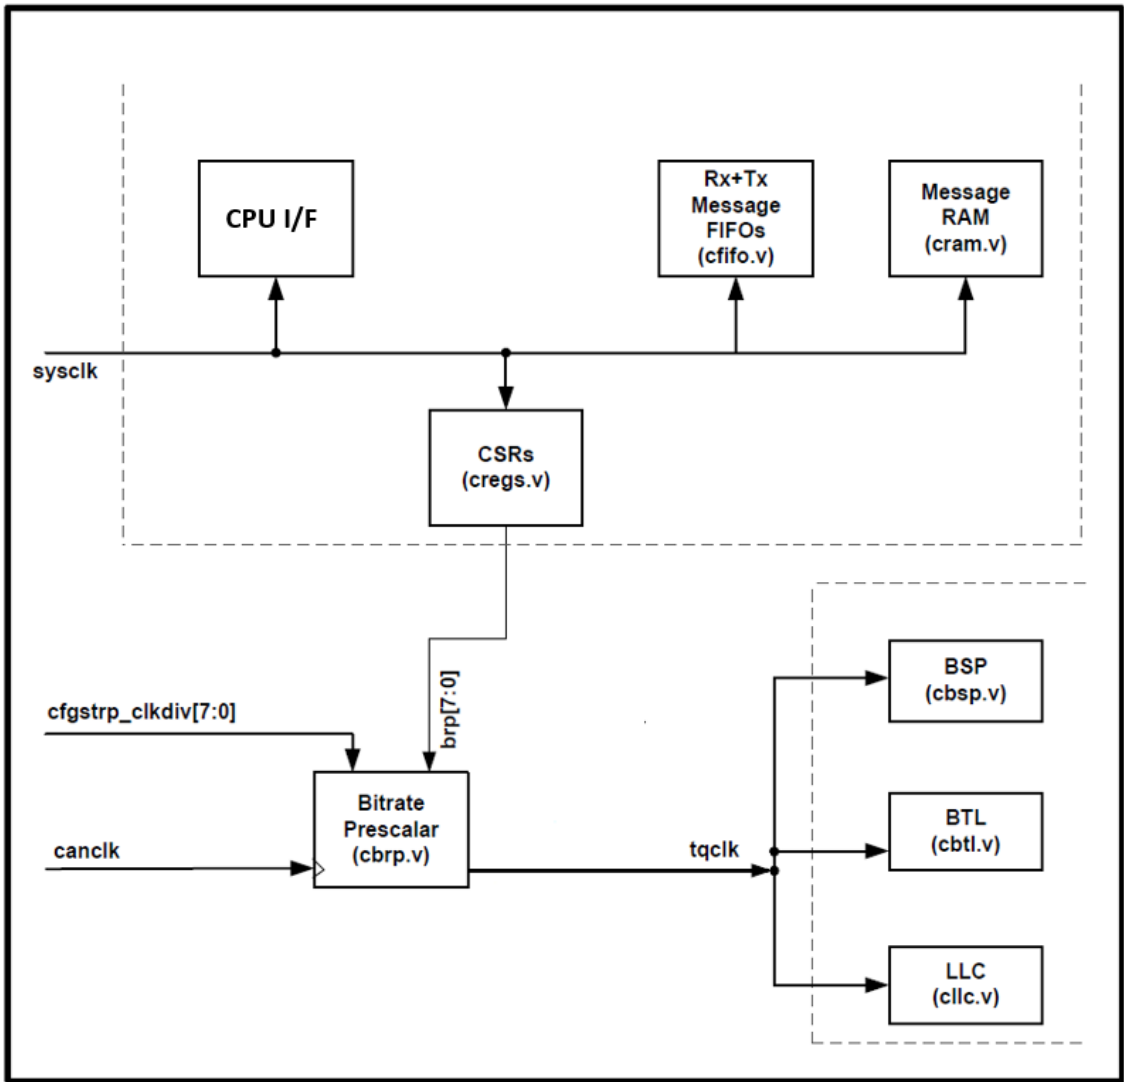 CPU I/F
Rx+Tx
Message
FIFOs
(cfifo.v)
Message
RAM
(cram.v)
sysclk
CSRs
(cregs.v)
cfgstrp_clkdiv[7:0]
brp[7:0]
canclk
Bitrate
Prescalar
(cbrp.v)
tqclk
BSP
(cbsp.v)
BTL
(cbtl.v)
LLC
(cllc.v)